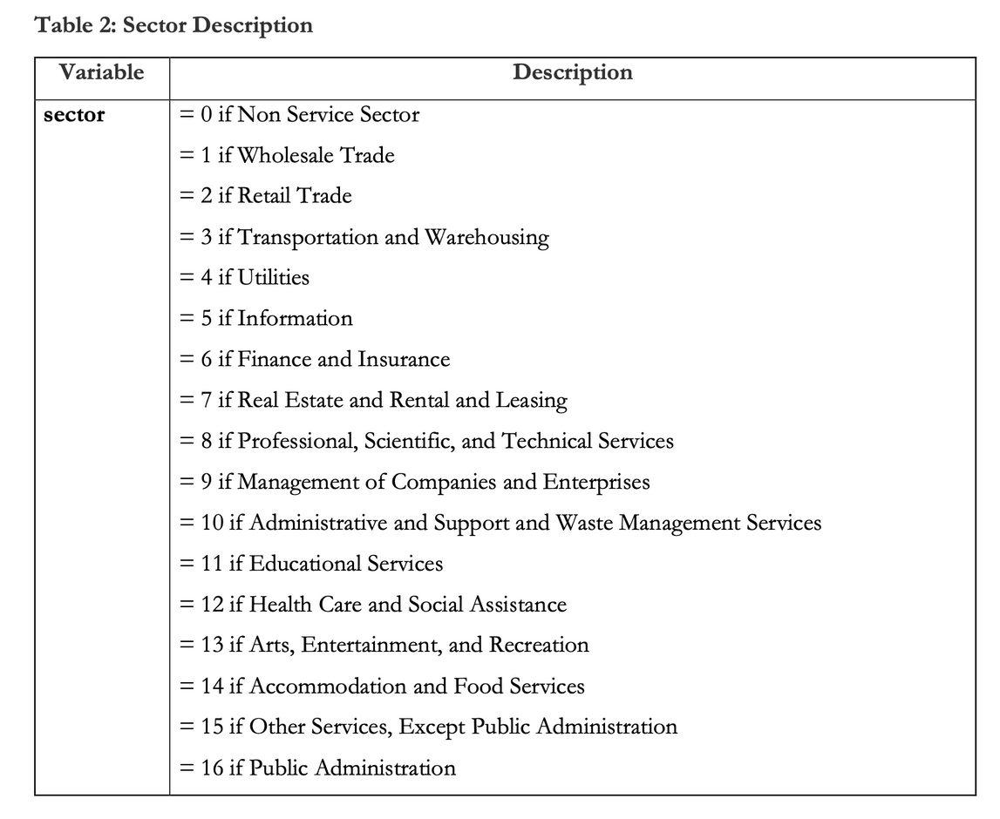 Table 2: Sector Description
Variable Description
sector = 0 if Non Service Sector
= 1 if Wholesale Trade
= 2 if Retail Trade
= 3 if Transportation and Warehousing
= 4 if Utilities
= 5 if Information
= 6 if Finance and Insurance
= 7 if Real Estate and Rental and Leasing
= 8 if Professional, Scientific, and Technical Services
= 9 if Management of Companies and Enterprises
= 10 if Administrative and Support and Waste Management Services
= 11 if Educational Services
= 12 if Health Care and Social Assistance
= 13 if Arts, Entertainment, and Recreation
= 14 if Accommodation and Food Services
= 15 if Other Services, Except Public Administration
= 16 if Public Administration